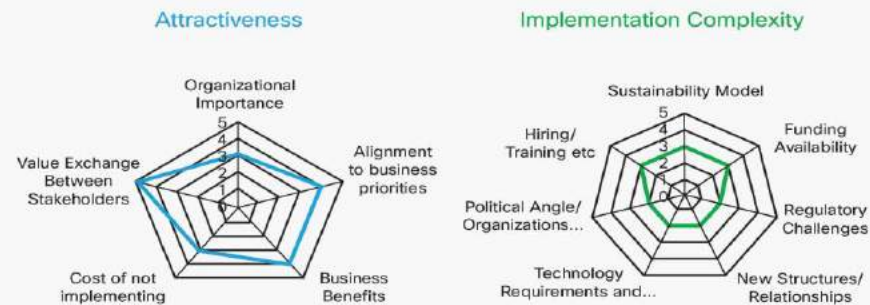 Attractiveness
Organizational
Importance
5
4
3
2
1
0
Alignment
to business
priorities
Business
Benefits
Cost of not
implementing
Value Exchange
Between
Stakeholders
Implementation Complexity
Sustainability Model
5
4
3
2
1
0
Funding
Availability
Regulatory
Challenges
New Structures/
Relationships
Technology
Requirements and...
Political Angle/
Organizations...
Hiring/
Training etc